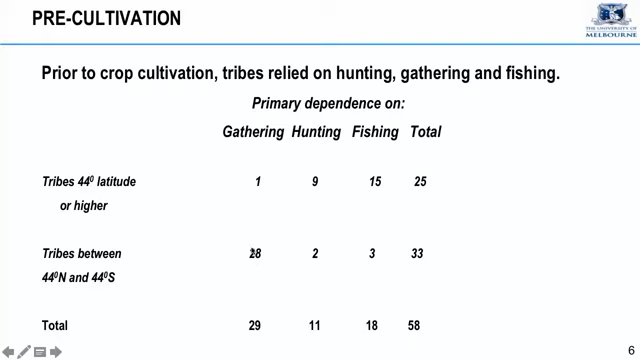 PRE-CULTIVATION
THE UNIVERSITY OF
MELBOURNE
Prior to crop cultivation, tribes relied on hunting, gathering and fishing.
Primary dependence on:
Gathering Hunting Fishing Total
Tribes 44⁰ latitude 1 9 15 25
or higher
Tribes between 28 2 3 33
44⁰N and 44⁰S
Total 29 11 18 58
6